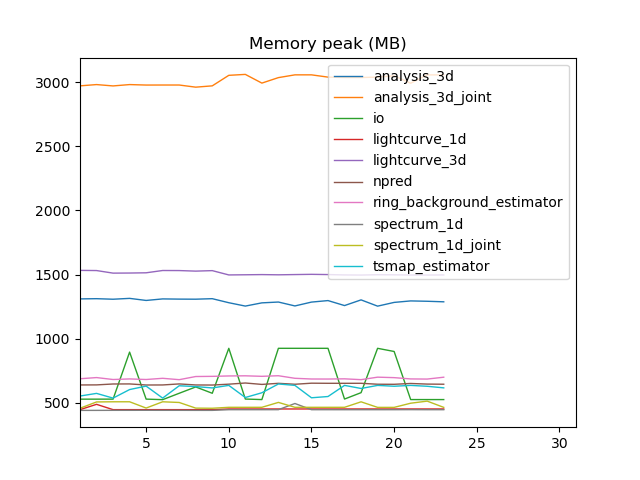 Memory peak (MB)
3000
2500
2000
1500
1000
500
analysis_3d
analysis_3d_joint
io
lightcurve_1d
lightcurve_3d
npred
ring_background_estimator
spectrum_1d
spectrum_1d_joint
tsmap_estimator
5 10 15 20 25 30